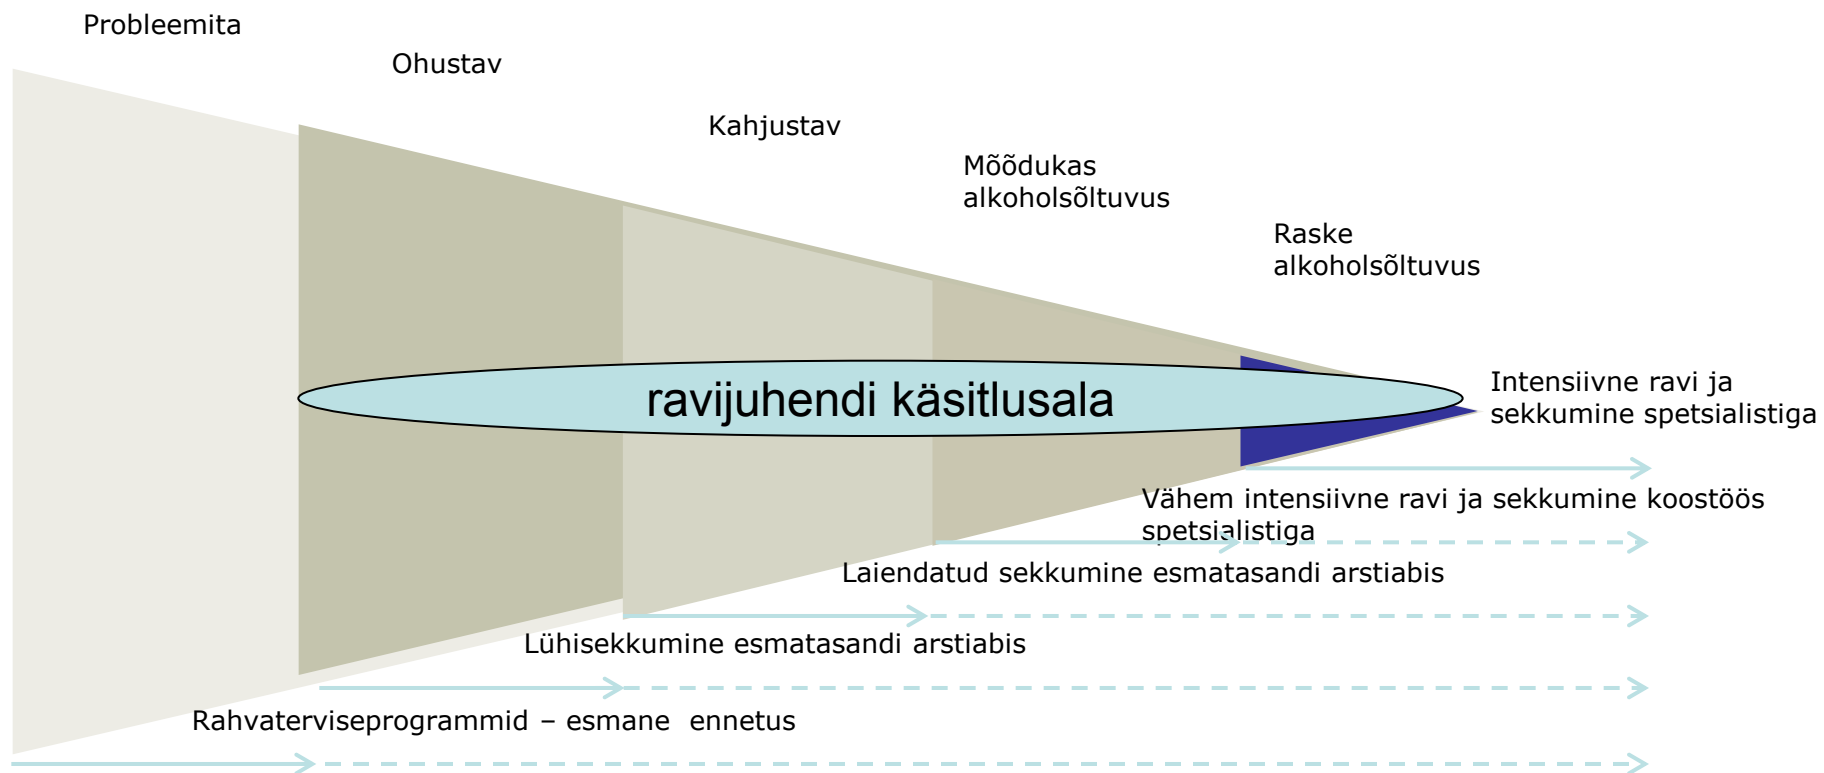 Probleemita
Ohustav
Kahjustav
Mõõdukas
alkoholsõltuvus
Raske
alkoholsõltuvus
ravijuhendi käsitlusala
Intensiivne ravi ja
sekkumine spetsialistiga
Vähem intensiivne ravi ja sekkumine koostöös
spetsialistiga
Laiendatud sekkumine esmatasandi arstiabis
Lühisekkumine esmatasandi arstiabis
Rahvaterviseprogrammid – esmane ennetus